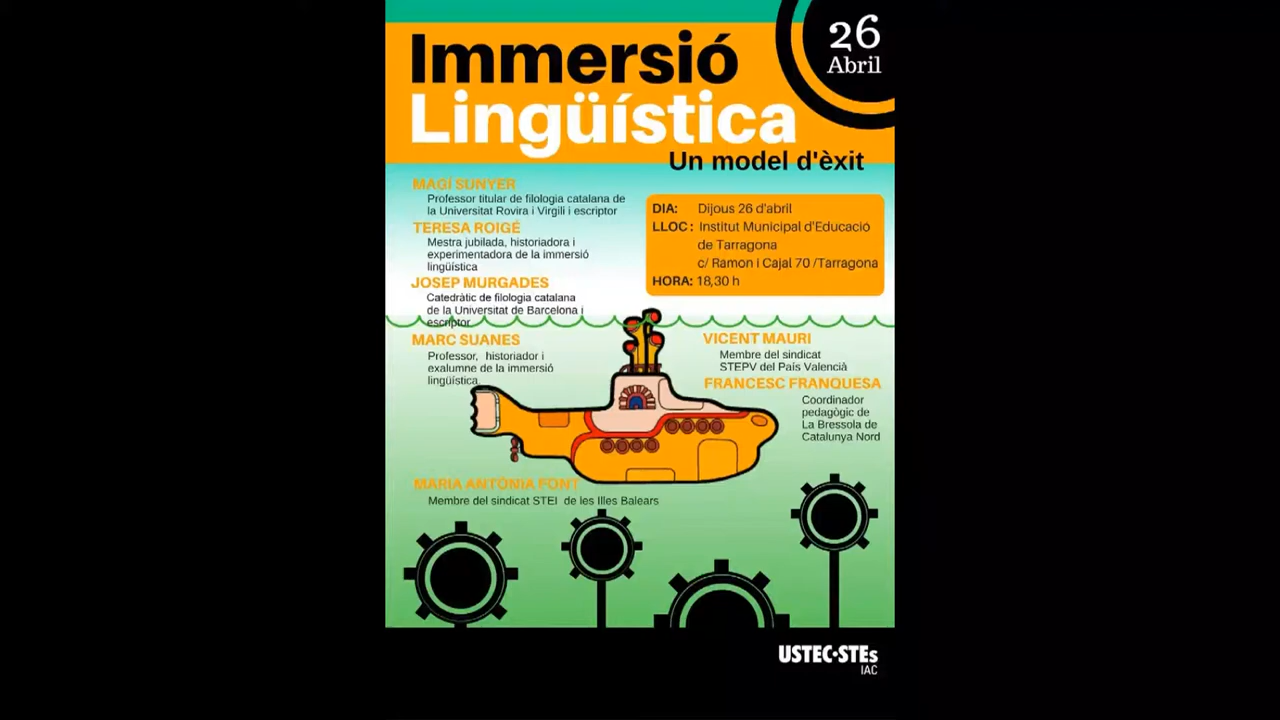 26
Abril
Immersió
Lingüística
Un model d'èxit
MAGÍ SUNYER
Professor titular de filologia catalana de
la Universitat Rovira i Virgili i escriptor
TERESA ROIGÉ
Mestra jubilada, historiadora i
experimentadora de la immersió
lingüística
JOSEP MURGADES
Catedràtic de filologia catalana
de la Universitat de Barcelona i
escriptor
DIA: Dijous 26 d'abril
LLOC: Institut Municipal d'Educació
de Tarragona
c/ Ramon i Cajal 70 /Tarragona
HORA: 18,30 h
MARC SUANES
Professor, historiador i
exalumne de la immersió
lingüística
VICENT MAURI
Membre del sindicat
STEPV del País Valencià
FRANCESC FRANQUESA
Coordinador
pedagògic de
La Bressola de
Catalunya Nord
MARIA ANTÓNIA FONT
Membre del sindicat STEI de les Illes Balears
USTEC·STEs
IAC